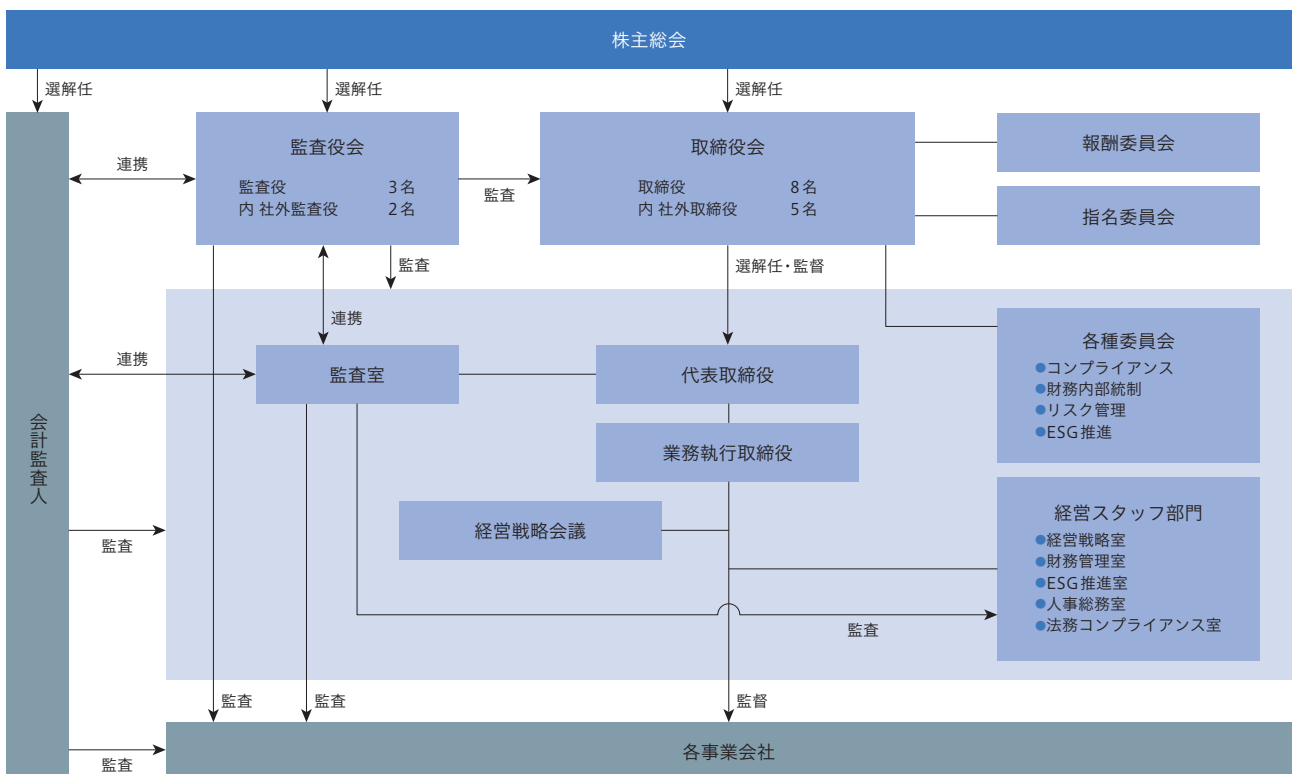 株主総会
選解任
選解任
選解任
会計監査人
連携
監査役会
監査役 3名
内 社外監査役 2名
監査
取締役会
取締役 8名
内 社外取締役 5名
報酬委員会
指名委員会
監査
選解任・監督
連携
連携
監査室
代表取締役
業務執行取締役
経営戦略会議
各種委員会
●コンプライアンス
●財務内部統制
●リスク管理
●ESG推進
経営スタッフ部門
●経営戦略室
●財務管理室
●ESG推進室
●人事総務室
●法務コンプライアンス室
監査
監査
監査
監査
監督
監査
各事業会社